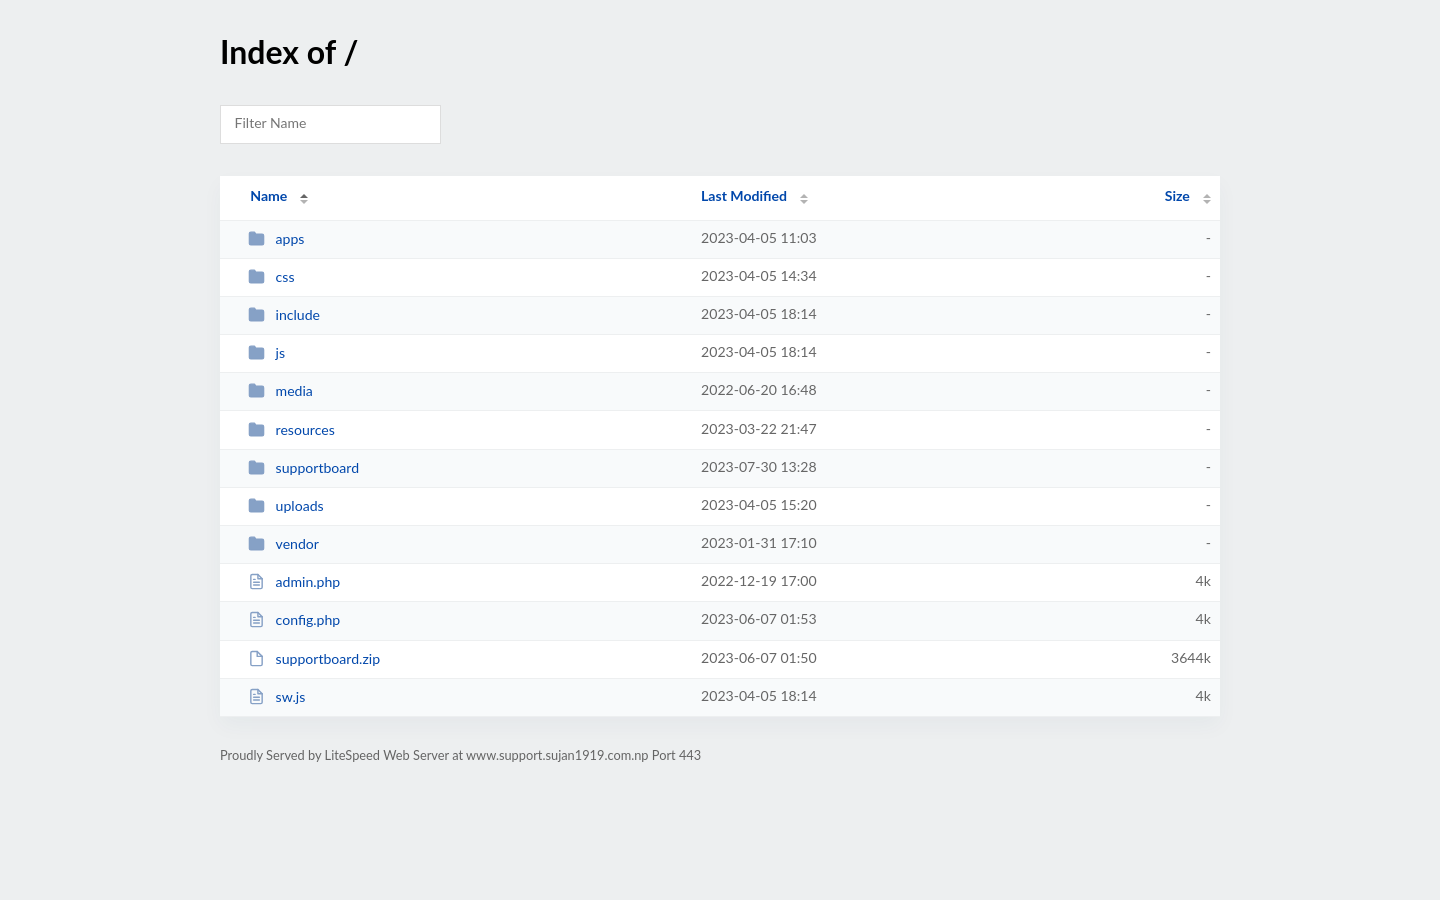 Index of /
Filter Name
Name Last Modified Size
apps 2023-04-05 11:03 -
css 2023-04-05 14:34 -
include 2023-04-05 18:14 -
js 2023-04-05 18:14 -
media 2022-06-20 16:48 -
resources 2023-03-22 21:47 -
supportboard 2023-07-30 13:28 -
uploads 2023-04-05 15:20 -
vendor 2023-01-31 17:10 -
admin.php 2022-12-19 17:00 4k
config.php 2023-06-07 01:53 4k
supportboard.zip 2023-06-07 01:50 3644k
sw.js 2023-04-05 18:14 4k
Proudly Served by LiteSpeed Web Server at www.support.sujan1919.com.np Port 443